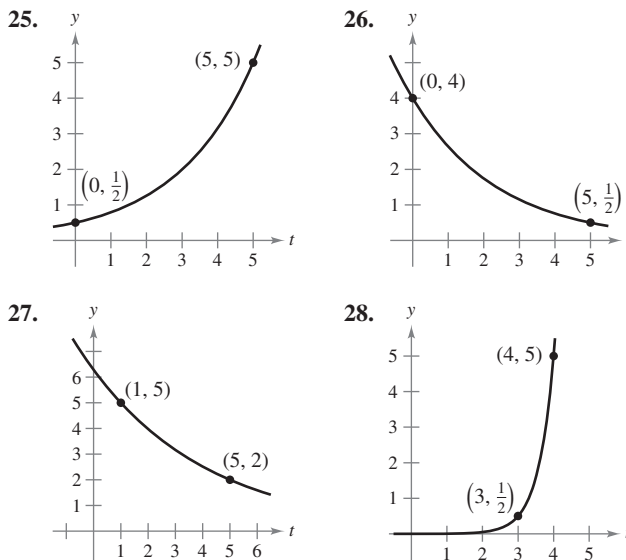 25.
y
5
4
3
2
1
(5, 5)
(0, 1/2)
1 2 3 4 5
t
26.
y
4
3
2
1
(0, 4)
(5, 1/2)
1 2 3 4 5
t
27.
y
6
5
4
3
2
1
(1, 5)
(5, 2)
1 2 3 4 5 6
t
28.
y
5
4
3
2
1
(4, 5)
(3, 1/2)
1 2 3 4 5